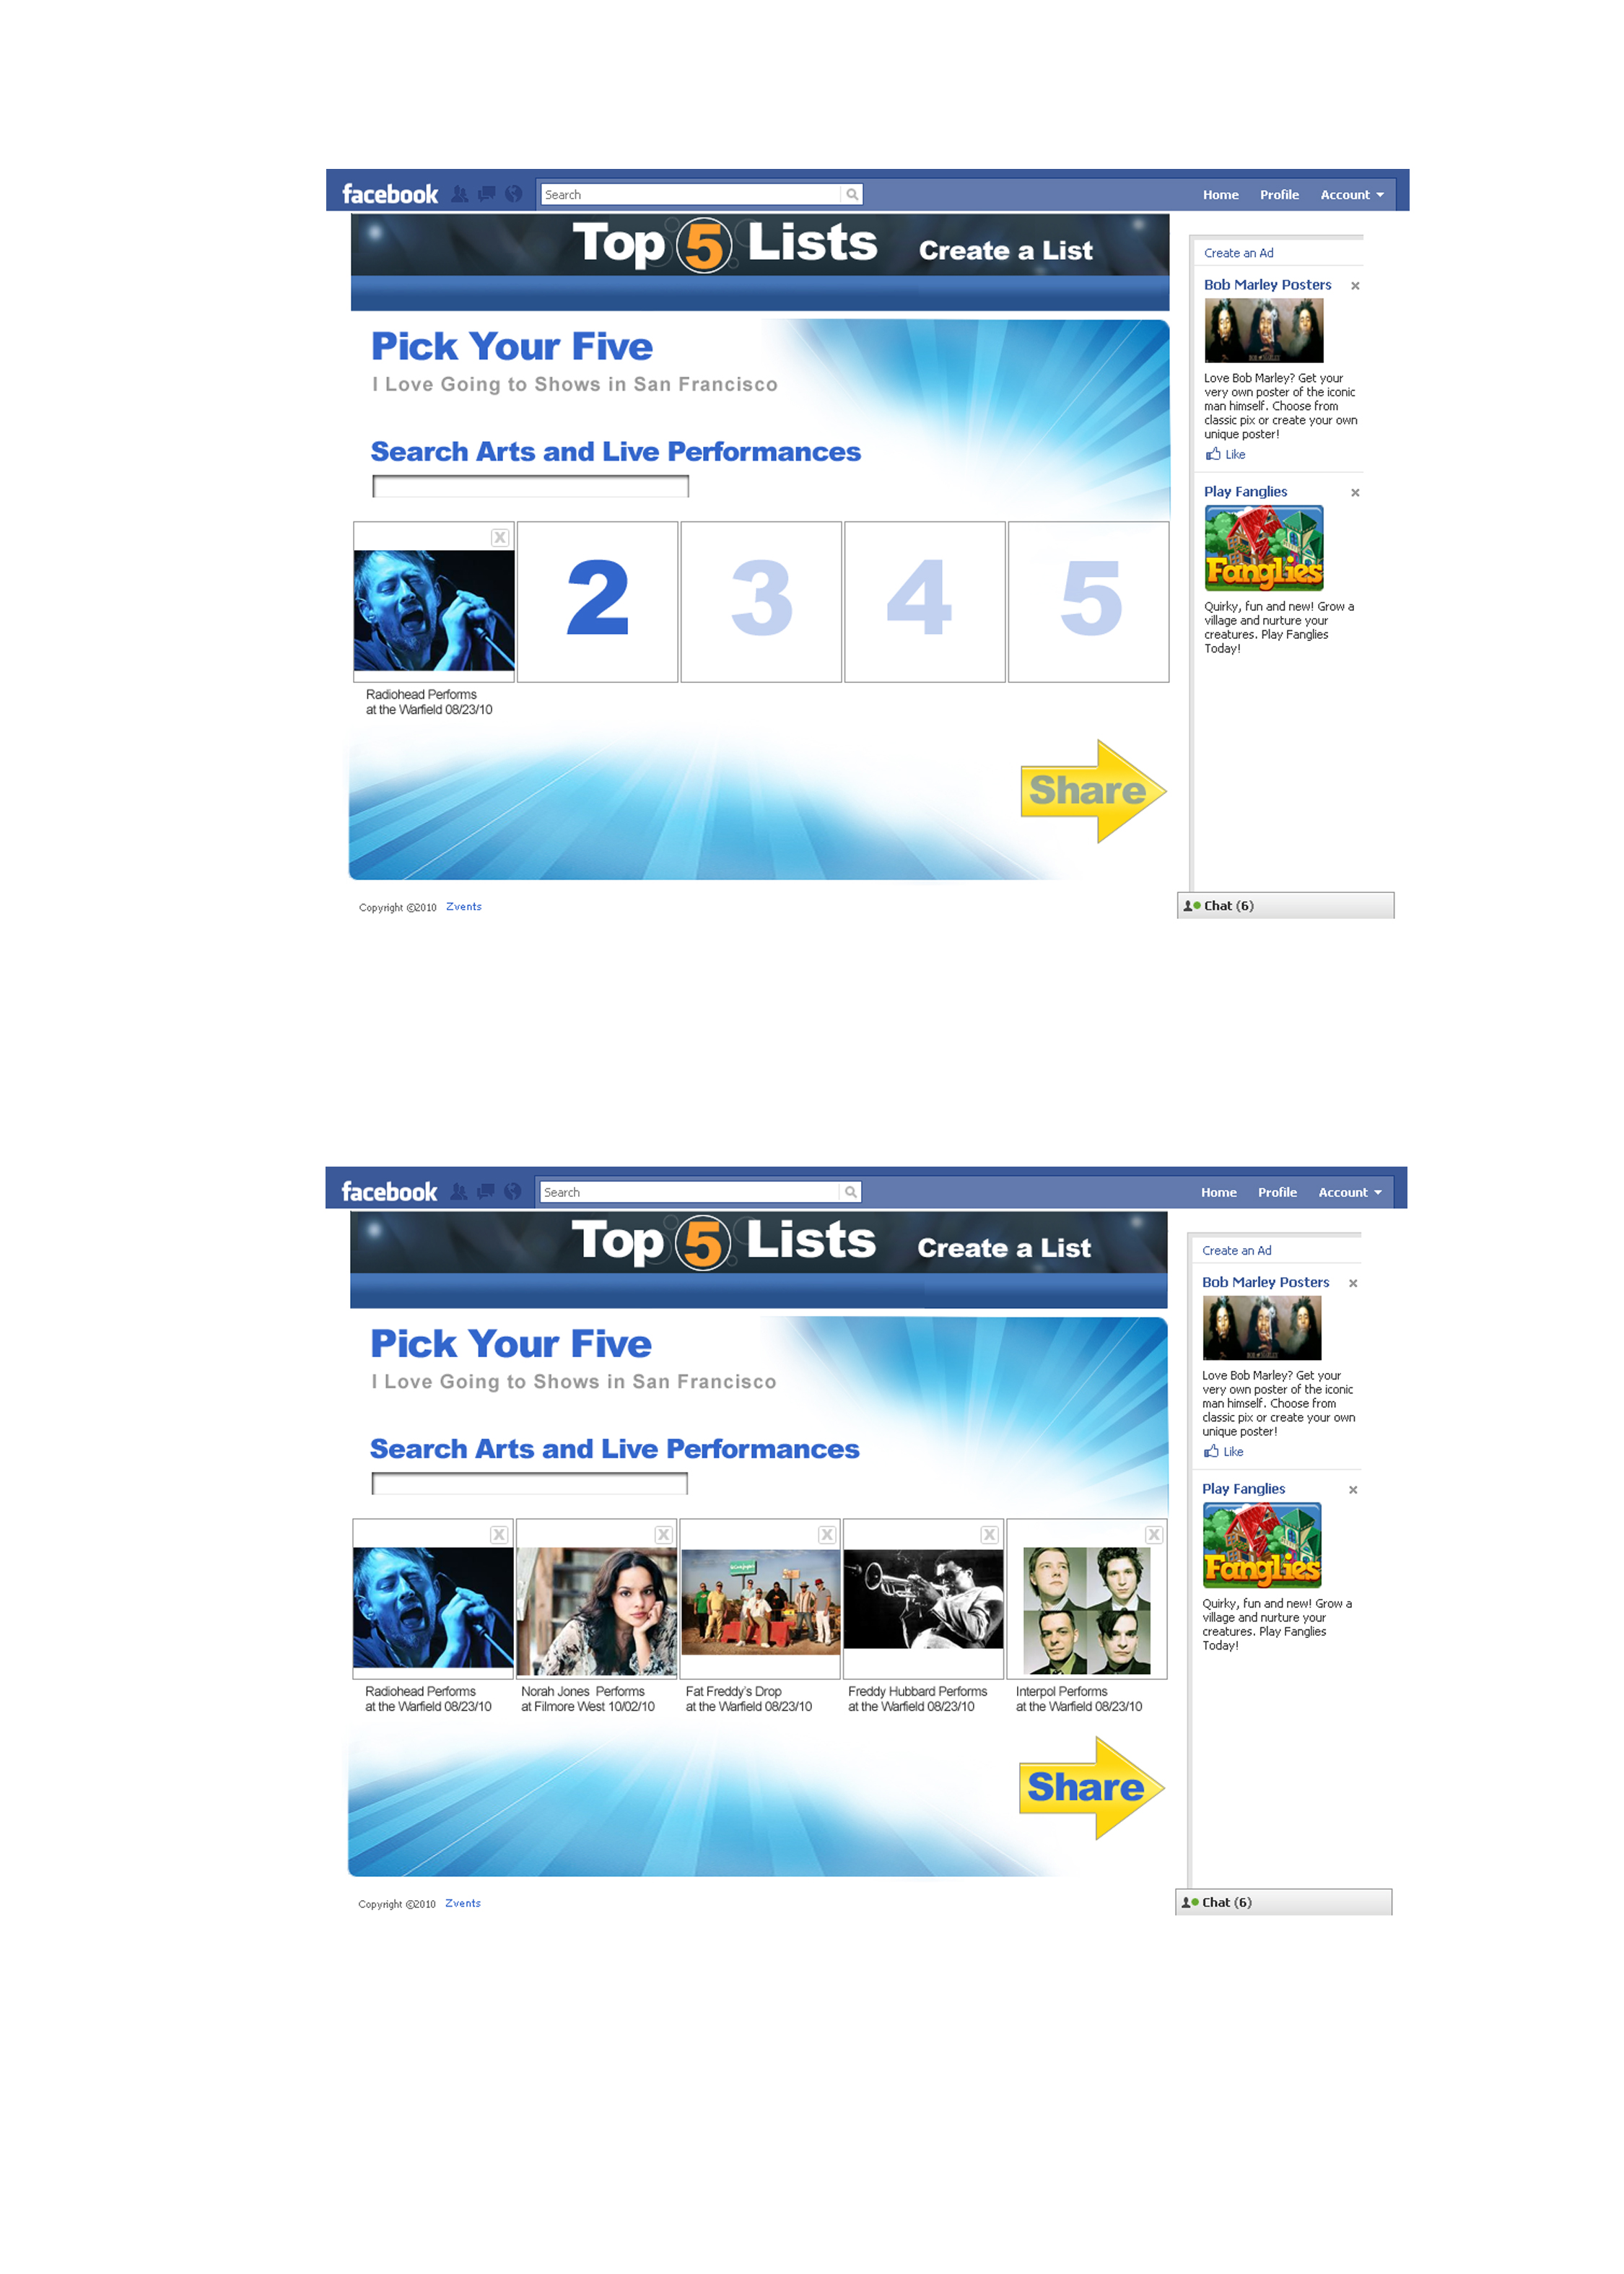 facebook
Search
Home Profile Account
Top 5 Lists Create a List
Pick Your Five
I Love Going to Shows in San Francisco
Search Arts and Live Performances
X
2 3 4 5
Radiohead Performs
at the Warfield 08/23/10
Share
Copyright ©2010 Zvents
Create an Ad
Bob Marley Posters
Love Bob Marley? Get your
very own poster of the iconic
man himself. Choose from
classic pix or create your own
unique poster!
Like
Play Fanglies
Fanglies
Quirky, fun and new! Grow a
village and nurture your
creatures. Play Fanglies
Today!
Chat (6)
facebook
Search
Home Profile Account
Top 5 Lists Create a List
Pick Your Five
I Love Going to Shows in San Francisco
Search Arts and Live Performances
X X X X X
Radiohead Performs
at the Warfield 08/23/10
Norah Jones Performs
at Filmore West 10/02/10
Fat Freddy's Drop
at the Warfield 08/23/10
Freddy Hubbard Performs
at the Warfield 08/23/10
Interpol Performs
at the Warfield 08/23/10
Share
Copyright ©2010 Zvents
Create an Ad
Bob Marley Posters
Love Bob Marley? Get your
very own poster of the iconic
man himself. Choose from
classic pix or create your own
unique poster!
Like
Play Fanglies
Fanglies
Quirky, fun and new! Grow a
village and nurture your
creatures. Play Fanglies
Today!
Chat (6)